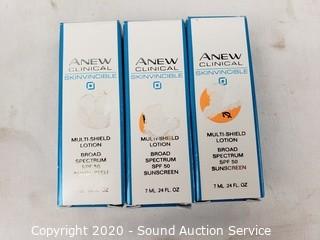 ANEW
CLINICAL
SKINVINCIBLE
MULTI-SHIELD
LOTION
BROAD
SPECTRUM
SPF 50
ANEW
CLINICAL
SKINVINCIBLE
MULTI-SHIELD
LOTION
BROAD
SPECTRUM
SPF 50
SUNSCREEN
7 ML .24 FL. OZ.
ANEW
CLINICAL
SKINVINCIBLE
MULTI-SHIELD
LOTION
BROAD
SPECTRUM
SPF 50
SUNSCREEN
7 ML .24 FL. OZ.
Copyright 2020 - Sound Auction Service